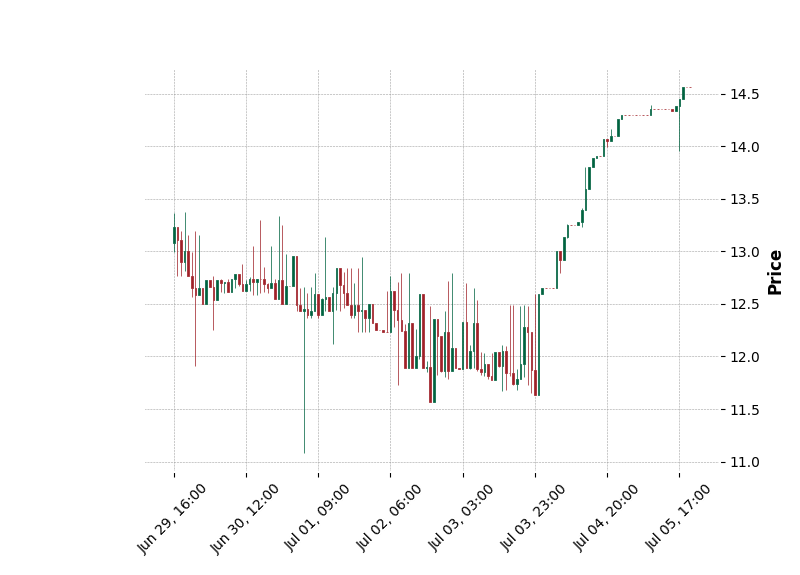 14.5
14.0
13.5
13.0
12.5
12.0
11.5
11.0
Price
Jun 29, 16:00
Jun 30, 12:00
Jul 01, 09:00
Jul 02, 06:00
Jul 03, 03:00
Jul 03, 23:00
Jul 04, 20:00
Jul 05, 17:00